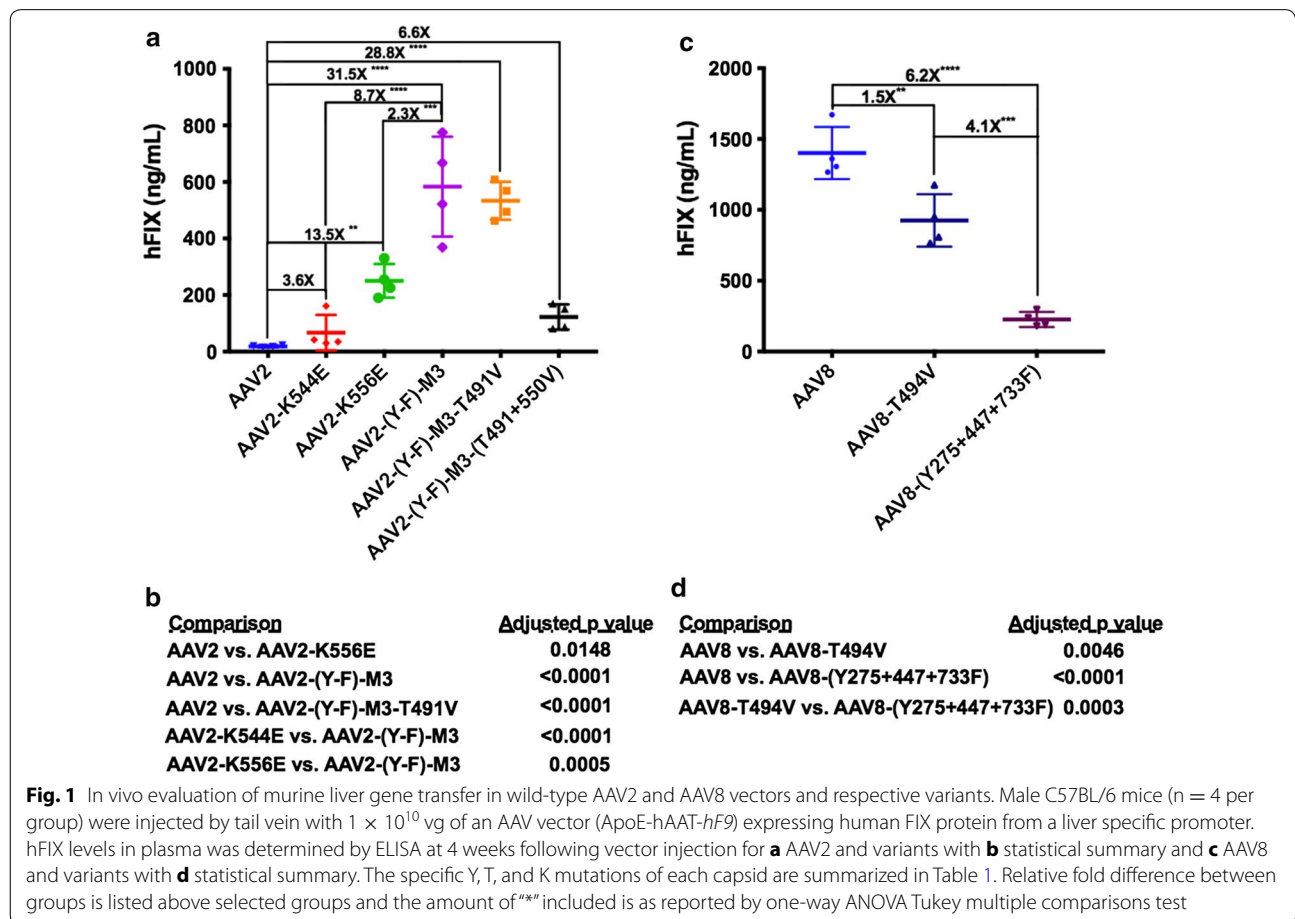 a
6.6X
28.8X ****
31.5X ****
8.7X ****
2.3X ***
13.5X **
3.6X
hFIX (ng/mL)
1000
800
600
400
200
0
AAV2
AAV2-K544E
AAV2-K556E
AAV2-(Y-F)-M3
AAV2-(Y-F)-M3-T491V
AAV2-(Y-F)-M3-(T491+550V)
c
6.2X****
1.5X**
4.1X***
hFIX (ng/mL)
2000
1500
1000
500
0
AAV8
AAV8-T494V
AAV8-(Y275+447+733F)
b
Comparison Adjusted p value
AAV2 vs. AAV2-K556E 0.0148
AAV2 vs. AAV2-(Y-F)-M3 <0.0001
AAV2 vs. AAV2-(Y-F)-M3-T491V <0.0001
AAV2-K544E vs. AAV2-(Y-F)-M3 <0.0001
AAV2-K556E vs. AAV2-(Y-F)-M3 0.0005
d
Comparison Adjusted p value
AAV8 vs. AAV8-T494V 0.0046
AAV8 vs. AAV8-(Y275+447+733F) <0.0001
AAV8-T494V vs. AAV8-(Y275+447+733F) 0.0003
Fig. 1 In vivo evaluation of murine liver gene transfer in wild-type AAV2 and AAV8 vectors and respective variants. Male C57BL/6 mice (n = 4 per
group) were injected by tail vein with 1 × 10¹⁰ vg of an AAV vector (ApoE-hAAT-hF9) expressing human FIX protein from a liver specific promoter.
hFIX levels in plasma was determined by ELISA at 4 weeks following vector injection for a AAV2 and variants with b statistical summary and c AAV8
and variants with d statistical summary. The specific Y, T, and K mutations of each capsid are summarized in Table 1. Relative fold difference between
groups is listed above selected groups and the amount of "*" included is as reported by one-way ANOVA Tukey multiple comparisons test